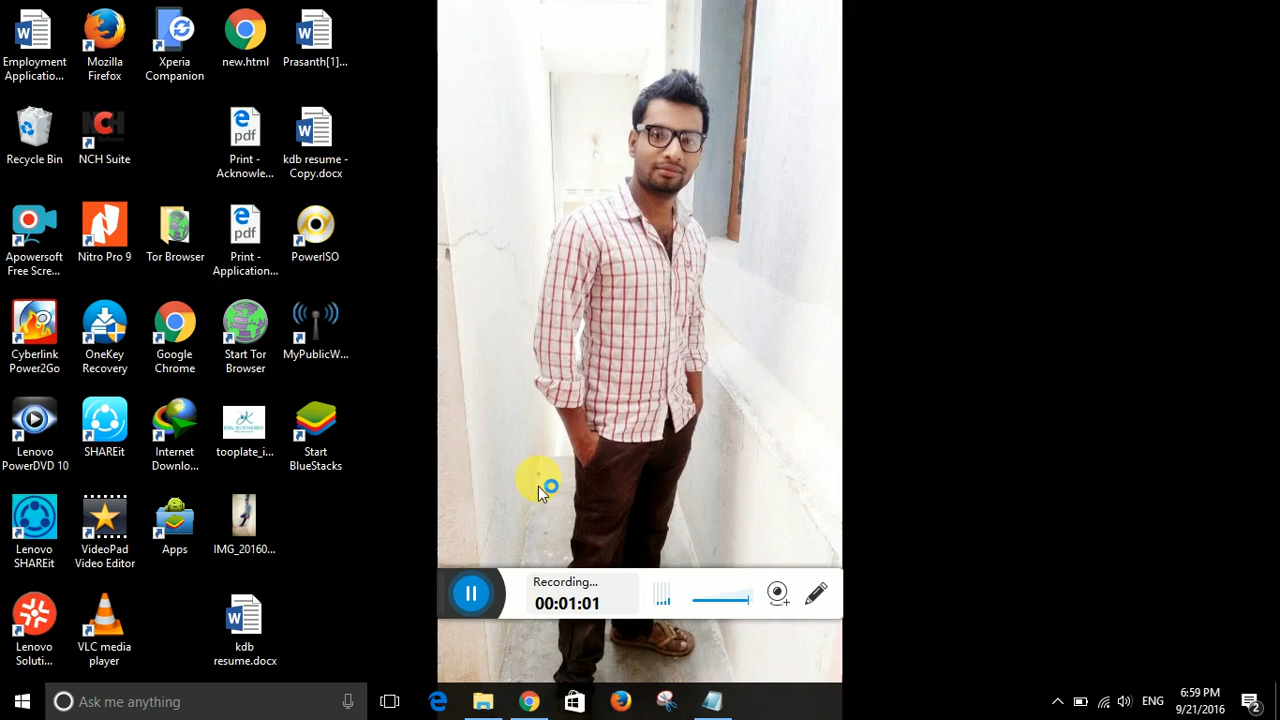 Employment
Applicatio...
Mozilla
Firefox
Xperia
Companion
new.html
Prasanth[1]...
Recycle Bin
NCH Suite
Print -
Acknowle...
kdb resume -
Copy.docx
Apowersoft
Free Scre...
Nitro Pro 9
Tor Browser
Print -
Application...
PowerISO
Cyberlink
Power2Go
OneKey
Recovery
Google
Chrome
Start Tor
Browser
MyPublicW...
Lenovo
PowerDVD 10
SHAREit
Internet
Downlo...
tooplate_i...
Start
BlueStacks
Lenovo
SHAREit
VideoPad
Video Editor
Apps
IMG_20160...
Lenovo
Soluti...
VLC media
player
kdb
resume.docx
NCH
pdf
pdf
Recording...
00:01:01
Ask me anything
ENG
6:59 PM
9/21/2016
2